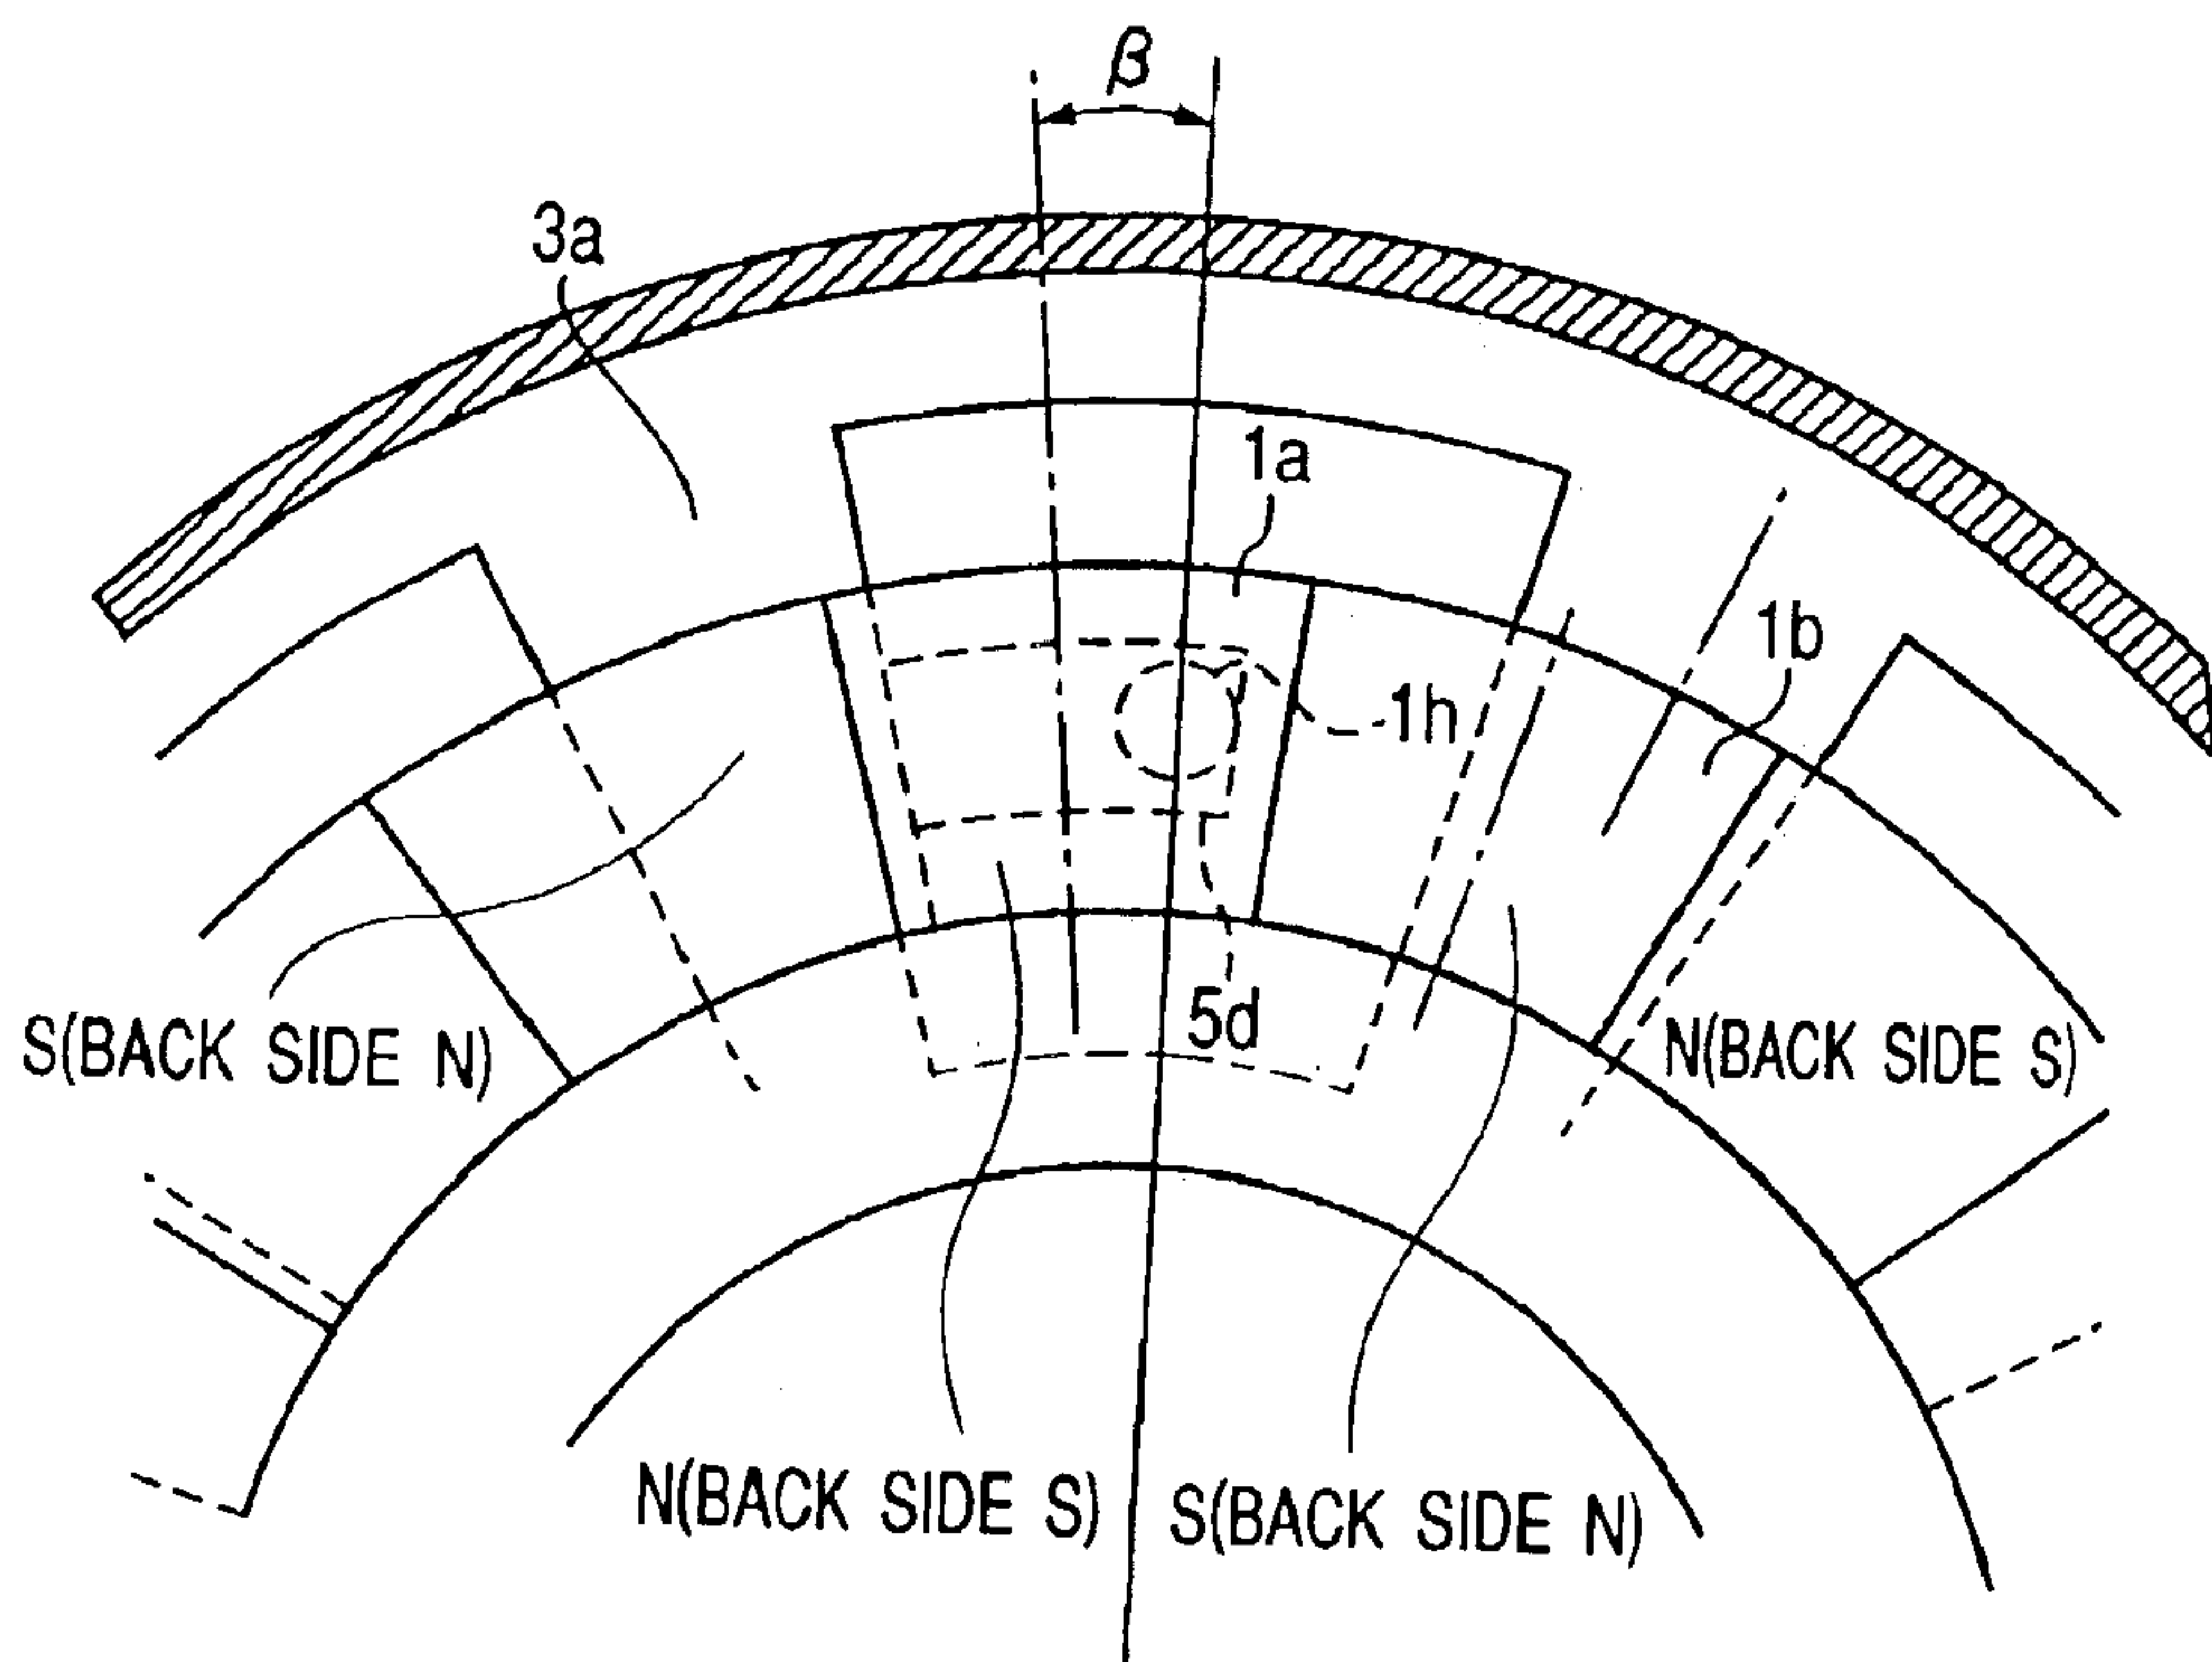 β
3a
1a
1b
1h
5d
S(BACK SIDE N)
N(BACK SIDE S)
N(BACK SIDE S)
S(BACK SIDE N)